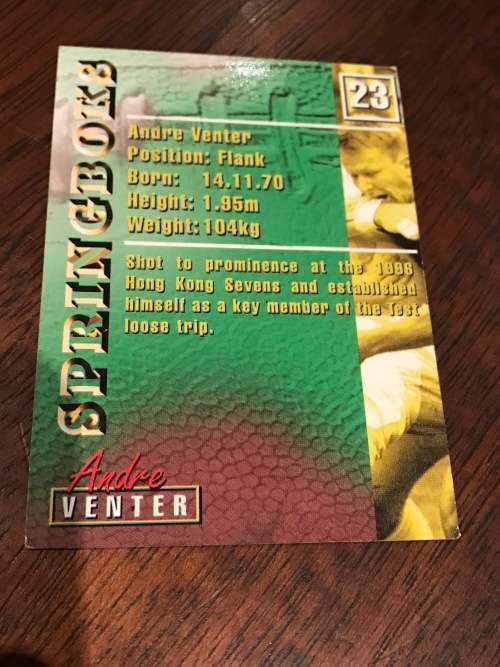 23
SPRINGBOKS
Andre Venter
Position: Flank
Born: 14.11.70
Height: 1.95m
Weight: 104kg
Shot to prominence at the 1996
Hong Kong Sevens and established
himself as a key member of the Test
loose trip.
Andre
VENTER